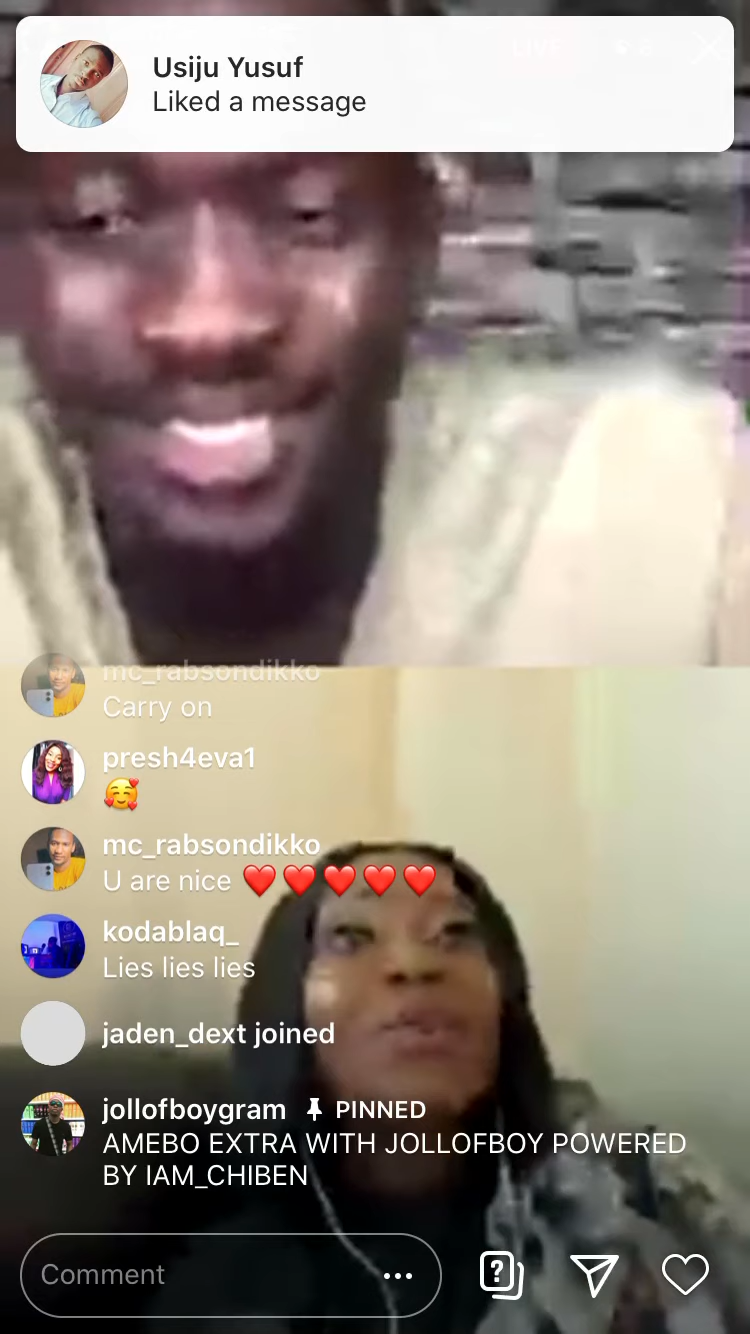 Usiju Yusuf
Liked a message
mc_rabsondikko
Carry on
presh4eva1
🥰
mc_rabsondikko
U are nice ❤️❤️❤️❤️❤️
kodablaq_
Lies lies lies
jaden_dext joined
jollofboygram PINNED
AMEBO EXTRA WITH JOLLOFBOY POWERED
BY IAM_CHIBEN
Comment